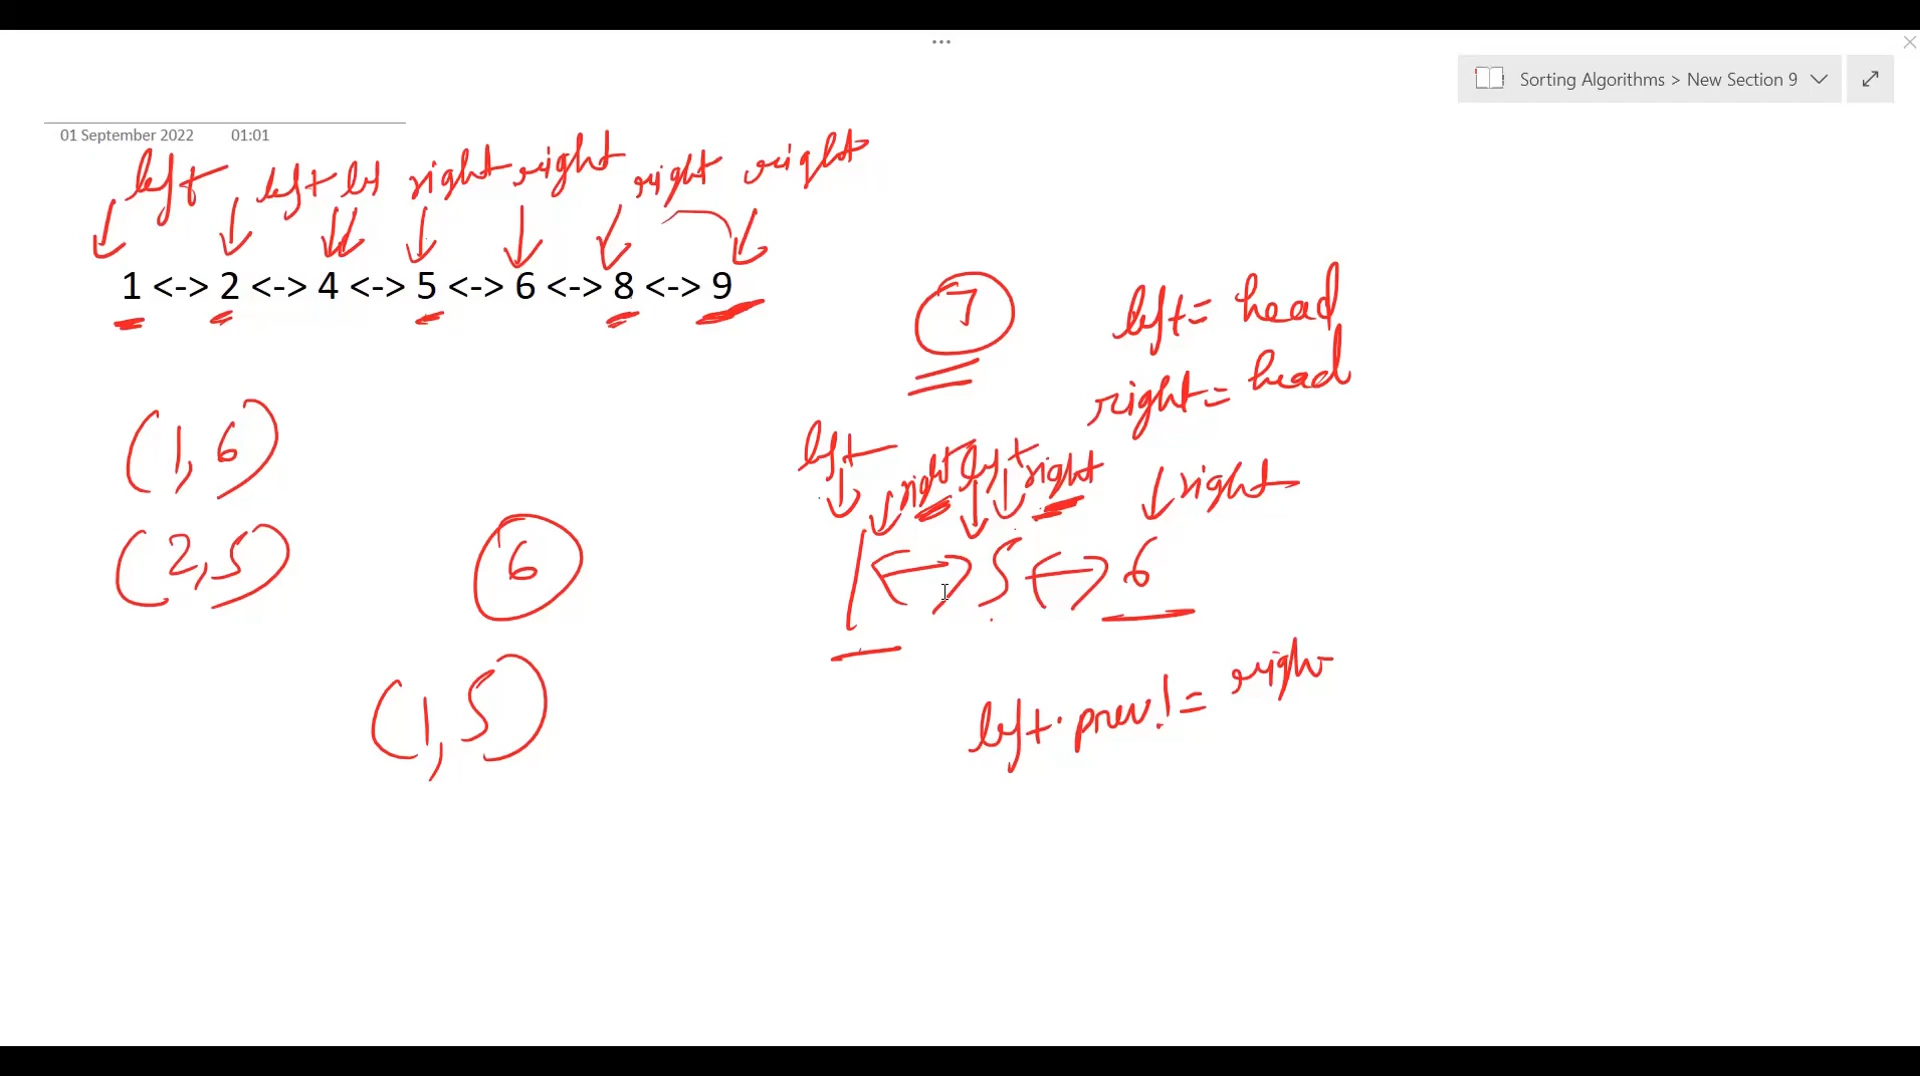 Sorting Algorithms > New Section 9
01 September 2022 01:01
left left left right right right right
1 <-> 2 <-> 4 <-> 5 <-> 6 <-> 8 <-> 9
7
left = head
right = head
(1, 6)
left right left right right
(2, 5)
6
1 <-> 5 <-> 6
(1, 5)
left.prev != right